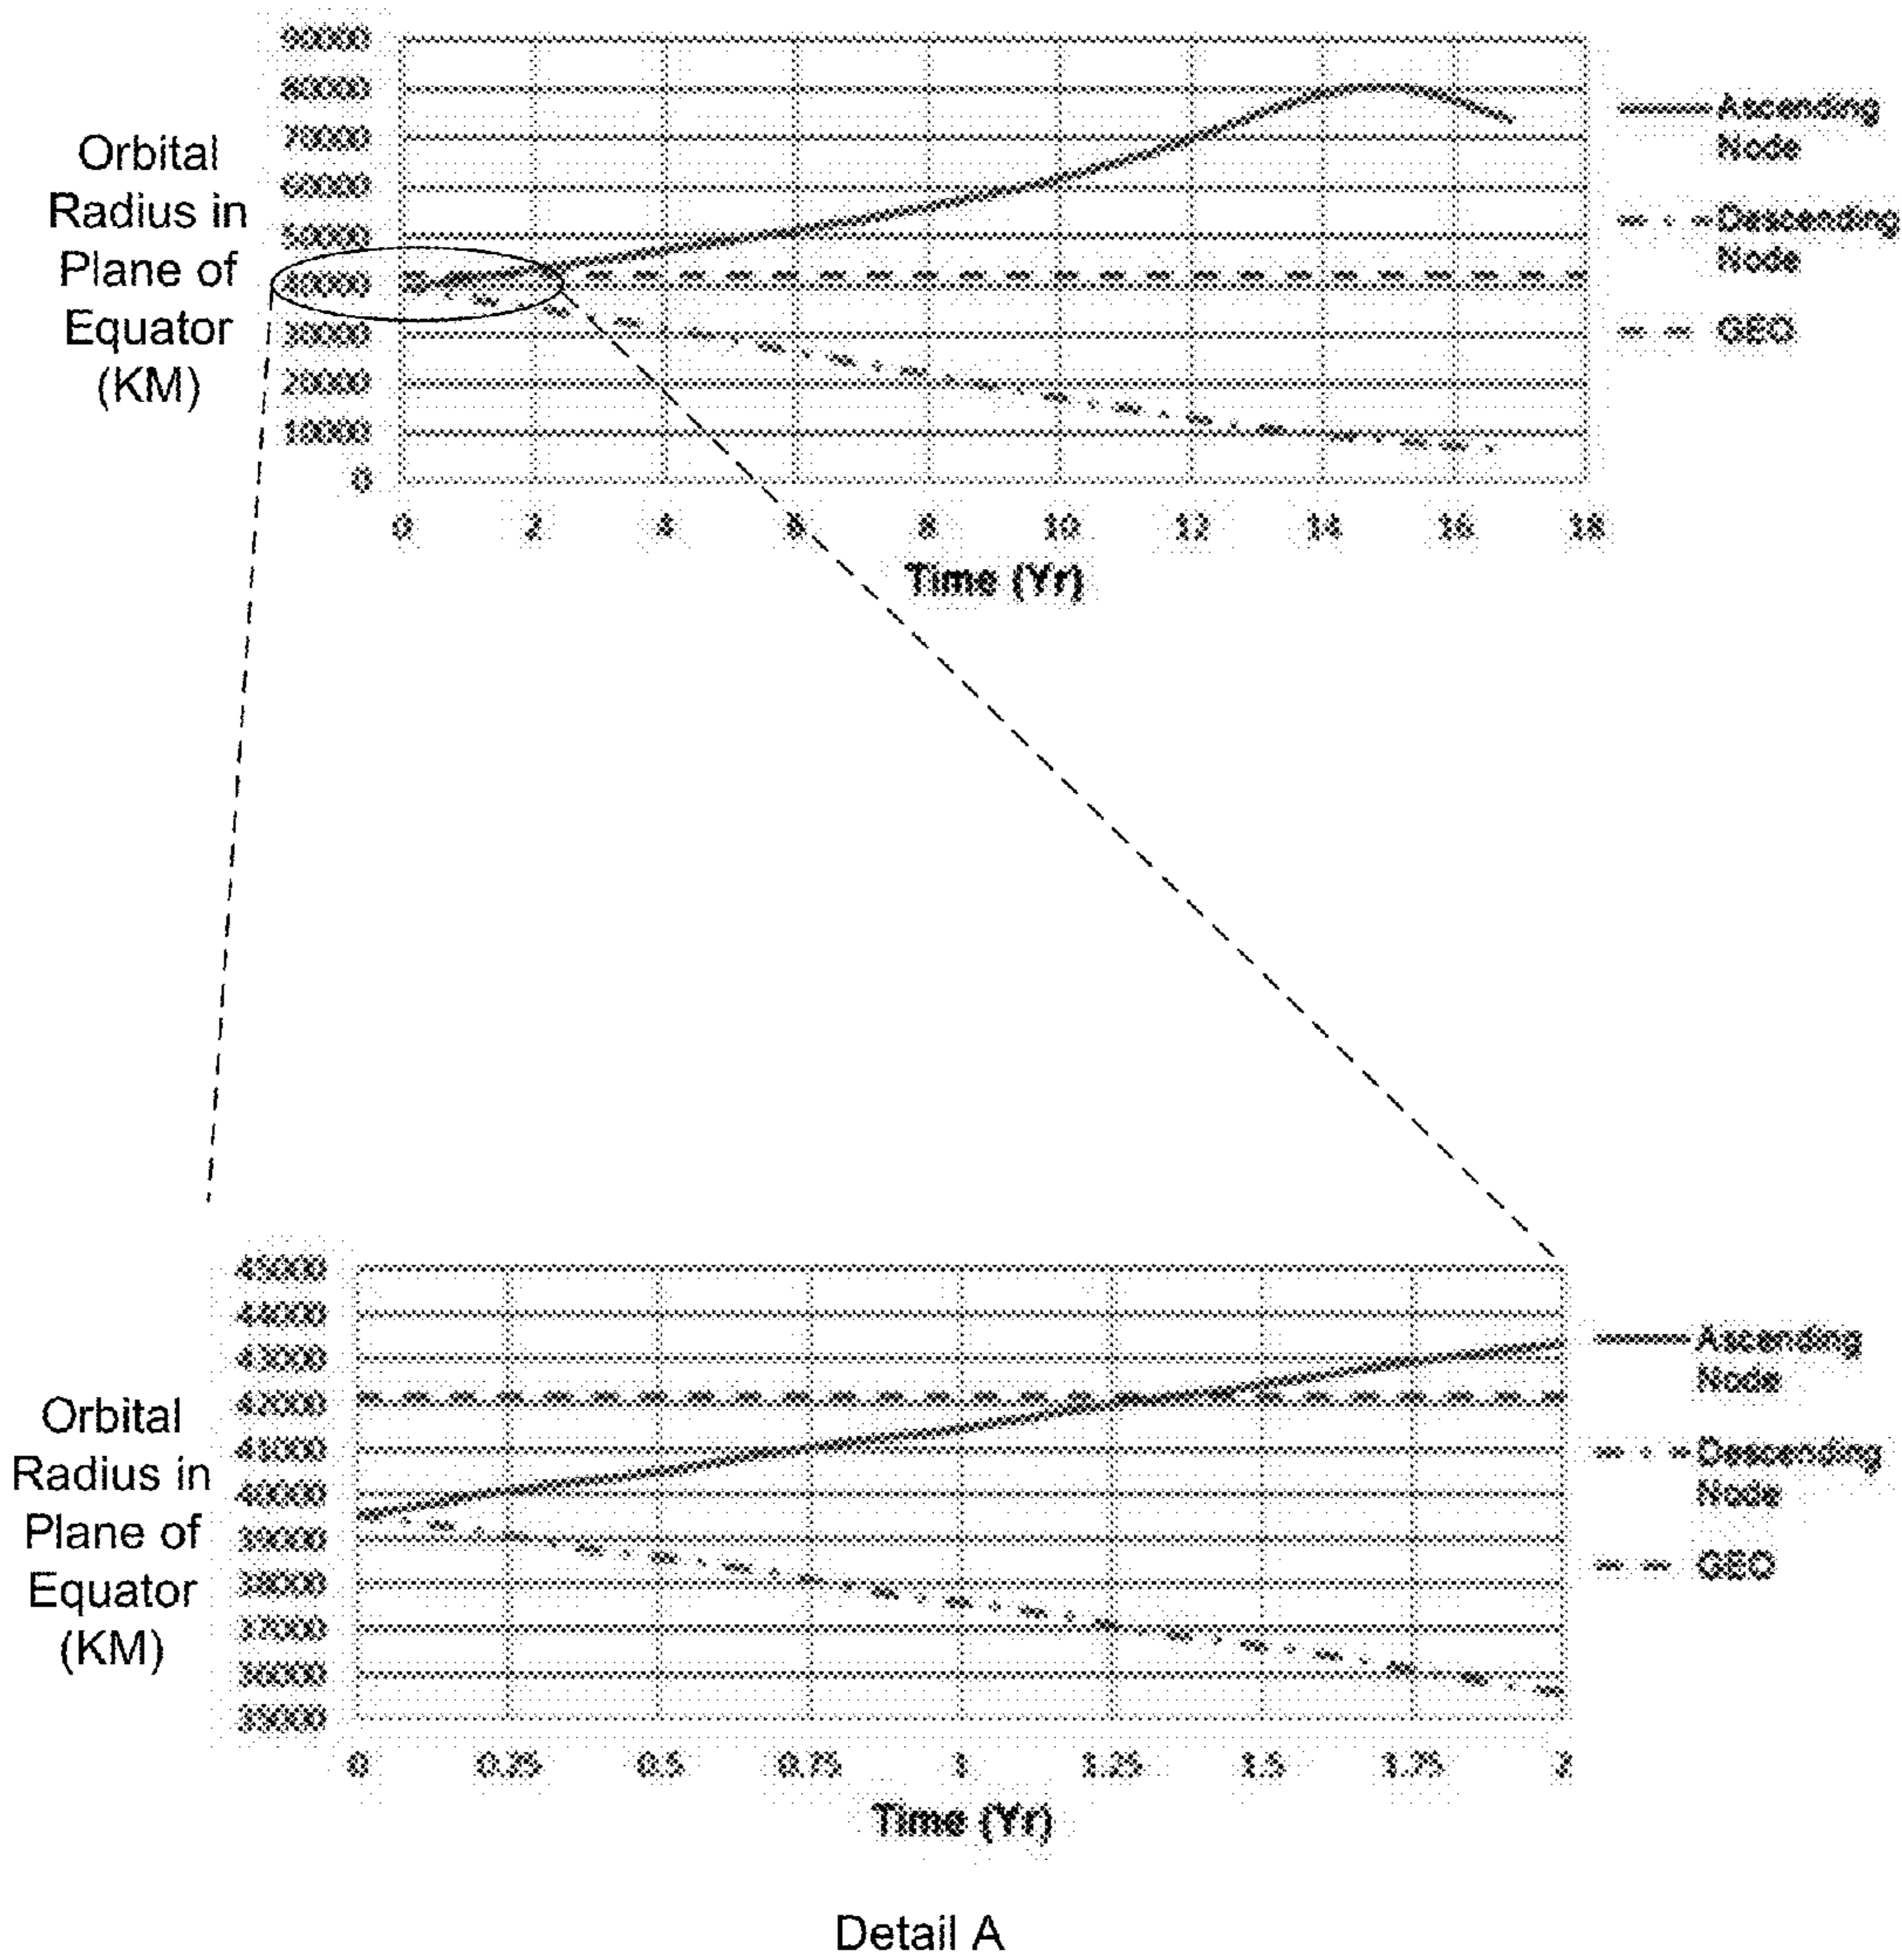 Orbital
Radius in
Plane of
Equator
(KM)
90000
80000
70000
60000
50000
40000
30000
20000
10000
0
0 2 4 6 8 10 12 14 16 18
Time (Yr)
Ascending
Node
Descending
Node
GEO
Orbital
Radius in
Plane of
Equator
(KM)
45000
44000
43000
42000
41000
40000
39000
38000
37000
36000
35000
0 0.25 0.5 0.75 1 1.25 1.5 1.75 2
Time (Yr)
Ascending
Node
Descending
Node
GEO
Detail A